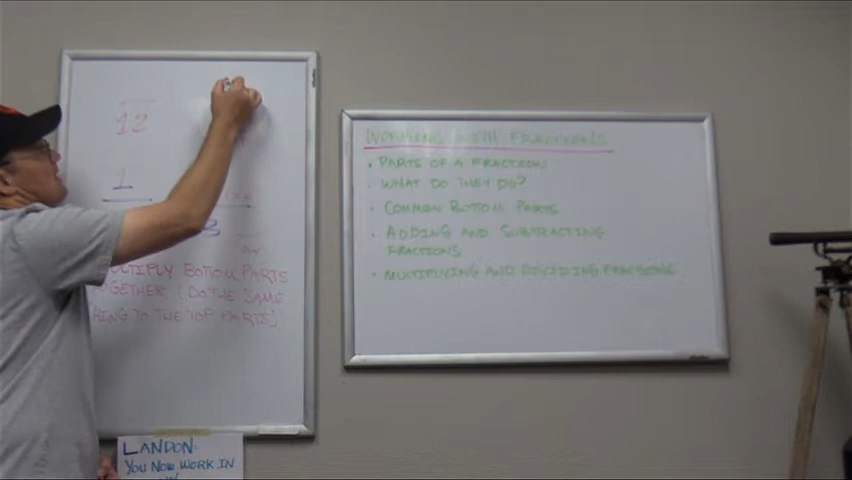 12
1
3
MULTIPLY BOTTOM PARTS
TOGETHER (DO THE SAME
THING TO THE TOP PARTS]
LANDON:
YOU NOW WORK IN
WORKING WITH FRACTIONS
• PARTS OF A FRACTION
• WHAT DO THEY DO?
• COMMON BOTTOM PARTS
• ADDING AND SUBTRACTING
FRACTIONS
• MULTIPLYING AND DIVIDING FRACTIONS